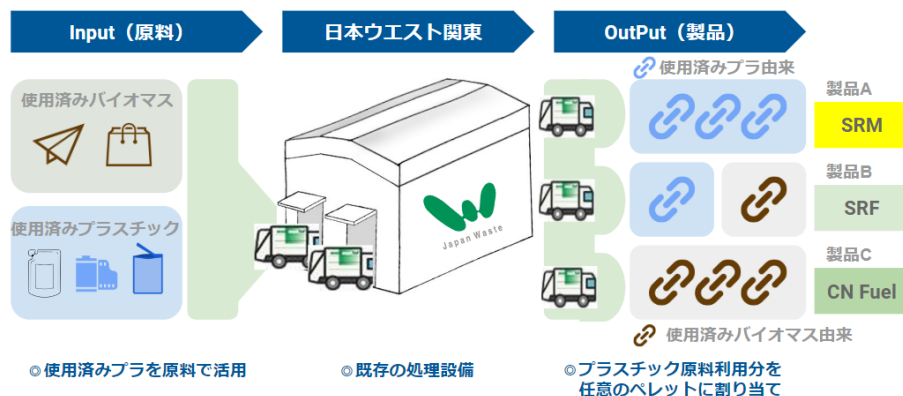 Input（原料）
日本ウエスト関東
OutPut（製品）
使用済みバイオマス
使用済みプラスチック
Japan Waste
使用済みプラ由来
製品A
SRM
製品B
SRF
製品C
CN Fuel
使用済みバイオマス由来
◎使用済みプラを原料で活用
◎既存の処理設備
◎プラスチック原料利用分を
任意のペレットに割り当て